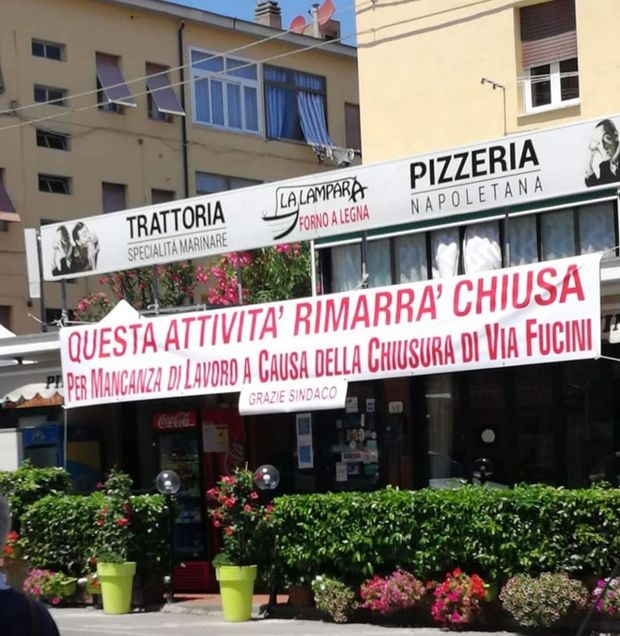 TRATTORIA
SPECIALITÀ MARINARE
LA LAMPARA
FORNO A LEGNA
PIZZERIA
NAPOLETANA
QUESTA ATTIVITA' RIMARRA' CHIUSA
PER MANCANZA DI LAVORO A CAUSA DELLA CHIUSURA DI VIA FUCINI
GRAZIE SINDACO
Coca-Cola